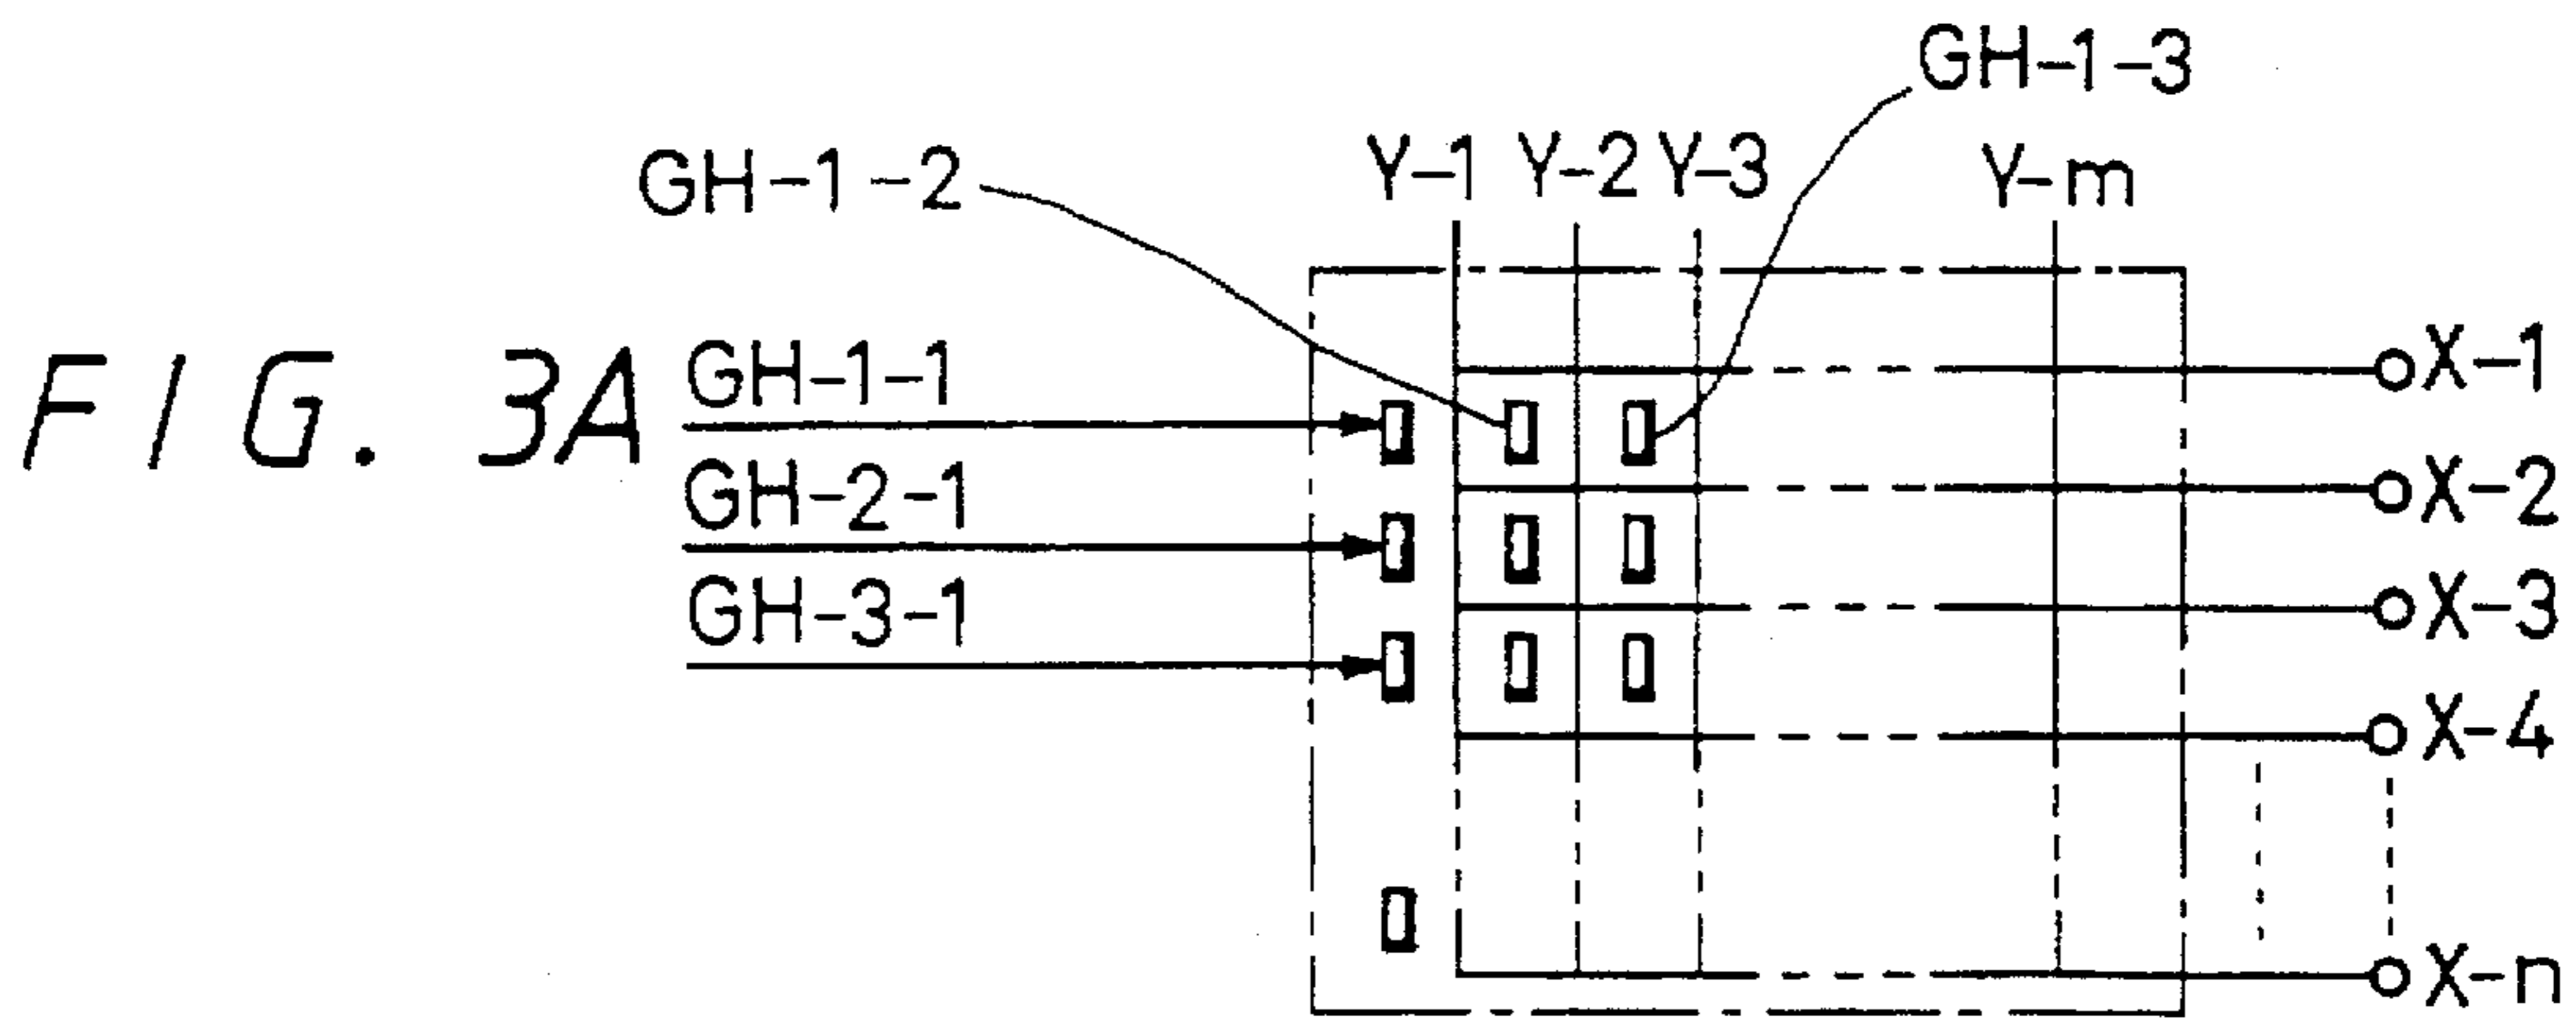 GH-1-3
GH-1-2
Y-1 Y-2 Y-3 Y-m
FIG. 3A
GH-1-1
X-1
GH-2-1
X-2
GH-3-1
X-3
X-4
X-n